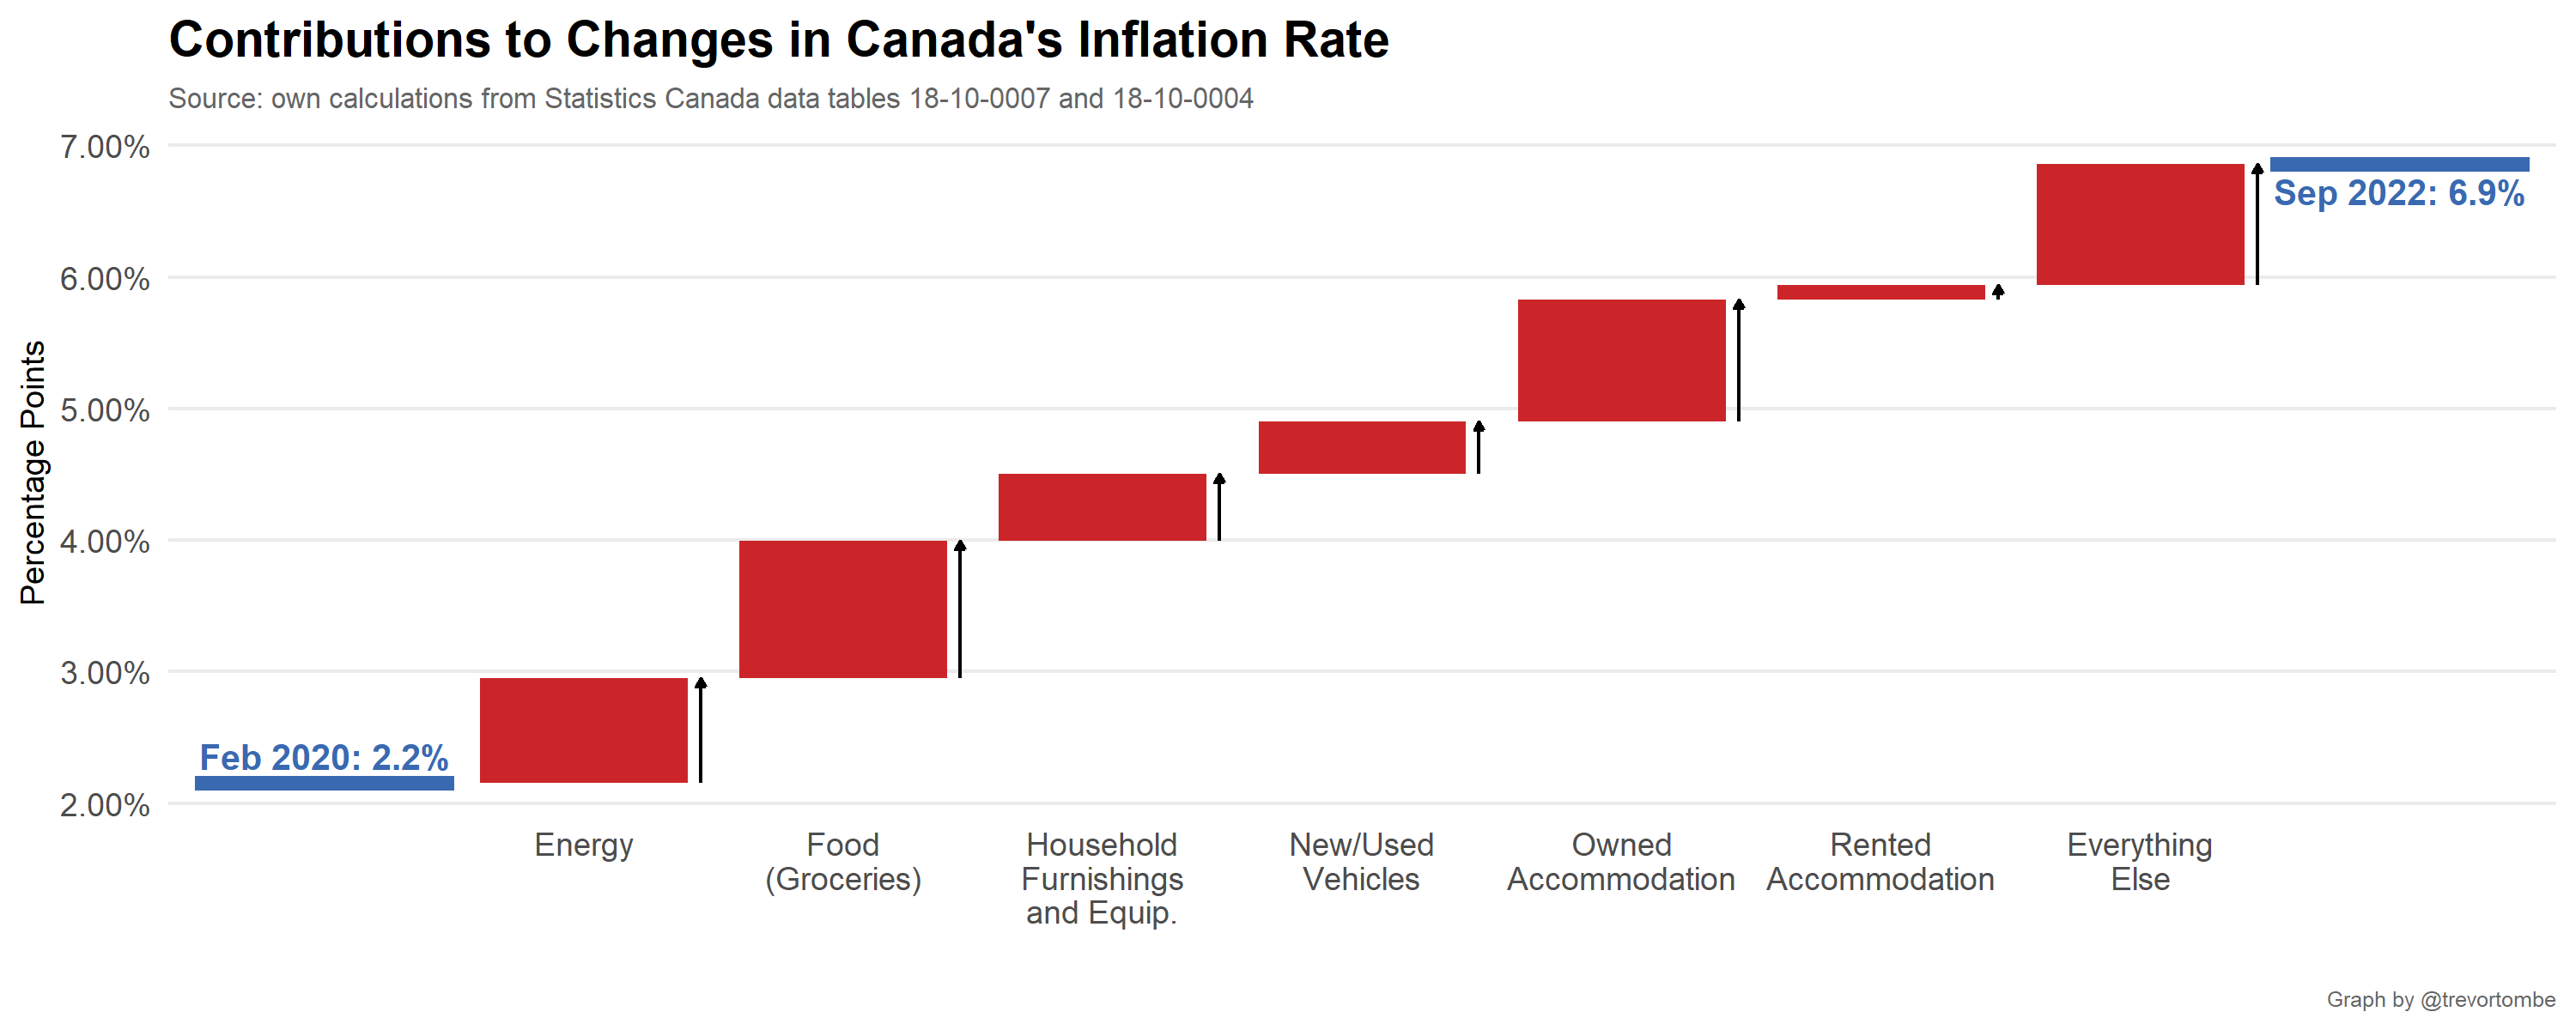 Contributions to Changes in Canada's Inflation Rate
Source: own calculations from Statistics Canada data tables 18-10-0007 and 18-10-0004
Percentage Points
7.00%
6.00%
5.00%
4.00%
3.00%
2.00%
Feb 2020: 2.2%
Sep 2022: 6.9%
Energy
Food
(Groceries)
Household
Furnishings
and Equip.
New/Used
Vehicles
Owned
Accommodation
Rented
Accommodation
Everything
Else
Graph by @trevortombe